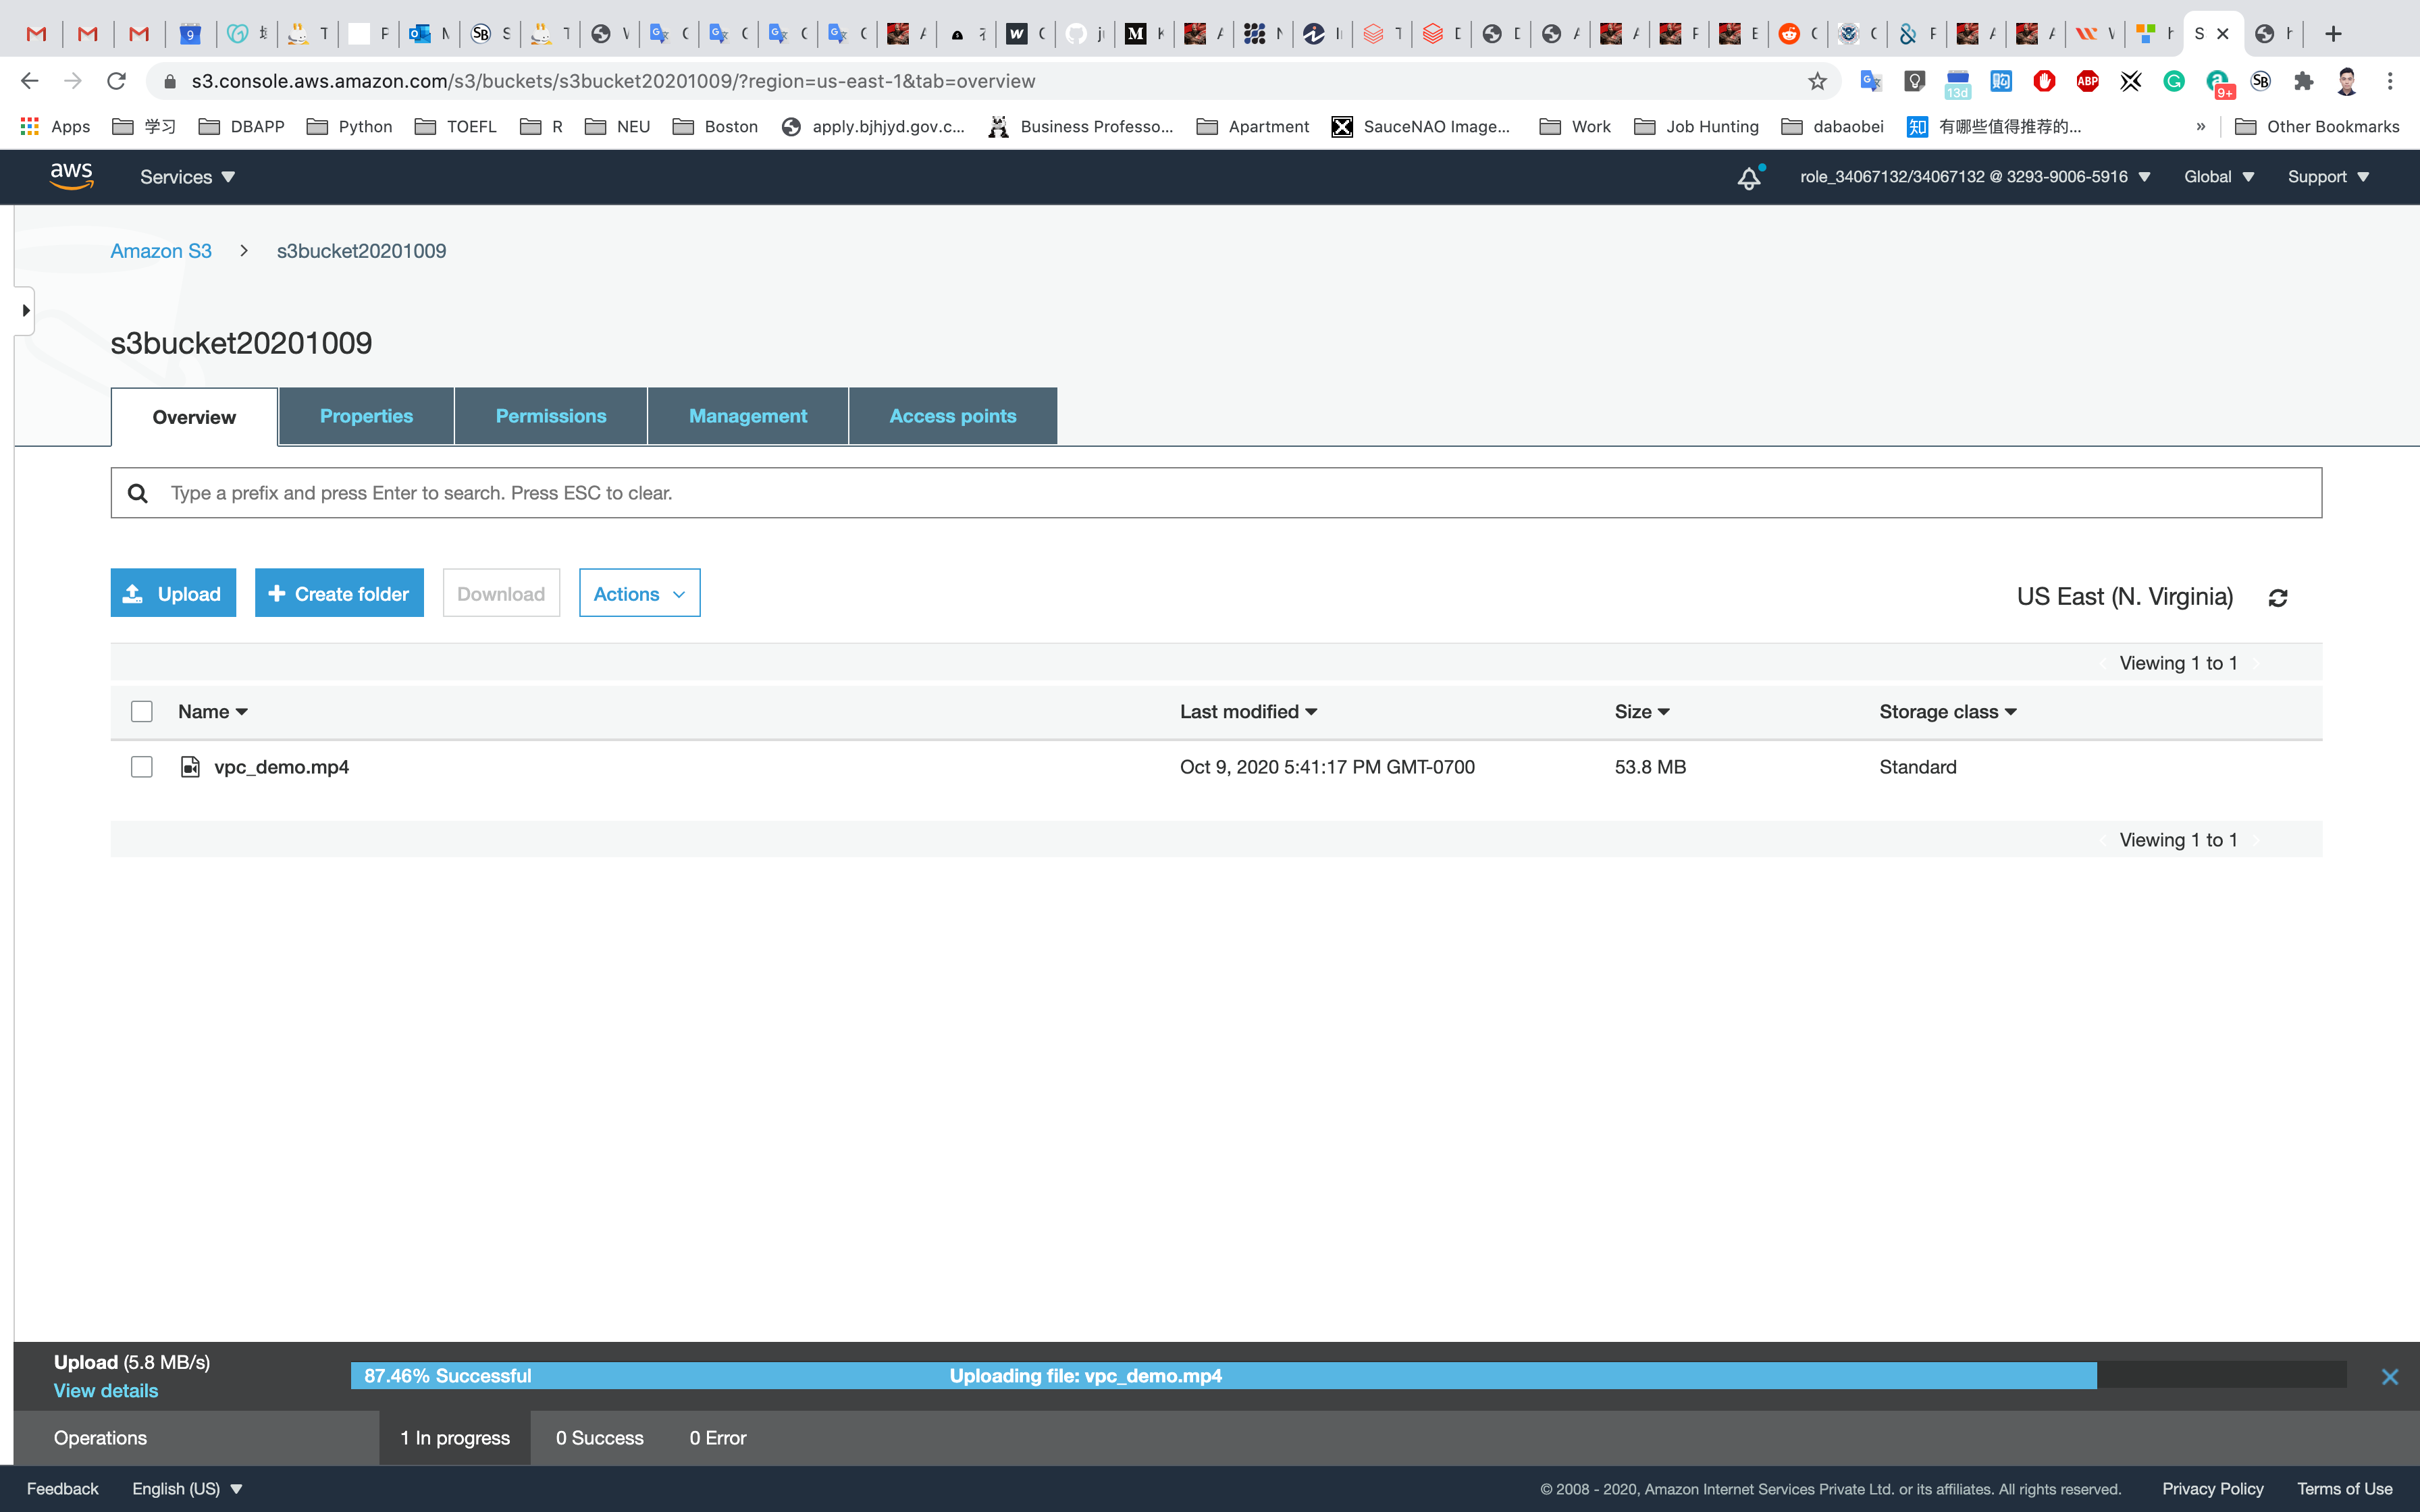 s3.console.aws.amazon.com/s3/buckets/s3bucket20201009/?region=us-east-1&tab=overview
13d ABP 9+ SB
Apps 学习 DBAPP Python TOEFL R NEU Boston apply.bjhjyd.gov.c... Business Professo... Apartment SauceNAO Image... Work Job Hunting dabaobei 知 有哪些值得推荐的... » Other Bookmarks
aws Services role_34067132/34067132 @ 3293-9006-5916 Global Support
Amazon S3 > s3bucket20201009
s3bucket20201009
Overview Properties Permissions Management Access points
Type a prefix and press Enter to search. Press ESC to clear.
Upload Create folder Download Actions US East (N. Virginia)
Viewing 1 to 1
Name Last modified Size Storage class
vpc_demo.mp4 Oct 9, 2020 5:41:17 PM GMT-0700 53.8 MB Standard
Viewing 1 to 1
Upload (5.8 MB/s)
87.46% Successful Uploading file: vpc_demo.mp4
View details
Operations 1 In progress 0 Success 0 Error
Feedback English (US) © 2008 - 2020, Amazon Internet Services Private Ltd. or its affiliates. All rights reserved. Privacy Policy Terms of Use